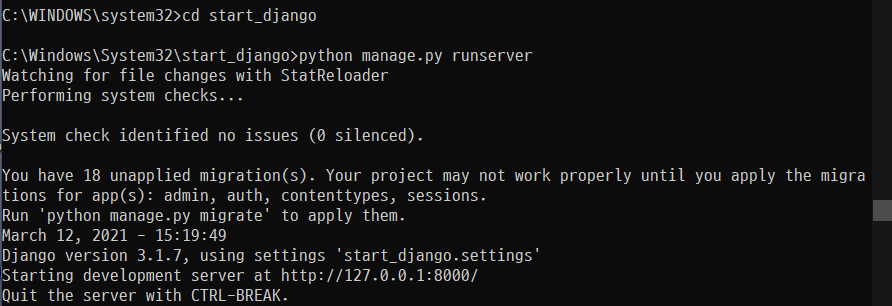 C:\WINDOWS\system32>cd start_django
C:\Windows\System32\start_django>python manage.py runserver
Watching for file changes with StatReloader
Performing system checks...
System check identified no issues (0 silenced).
You have 18 unapplied migration(s). Your project may not work properly until you apply the migra
tions for app(s): admin, auth, contenttypes, sessions.
Run 'python manage.py migrate' to apply them.
March 12, 2021 - 15:19:49
Django version 3.1.7, using settings 'start_django.settings'
Starting development server at http://127.0.0.1:8000/
Quit the server with CTRL-BREAK.